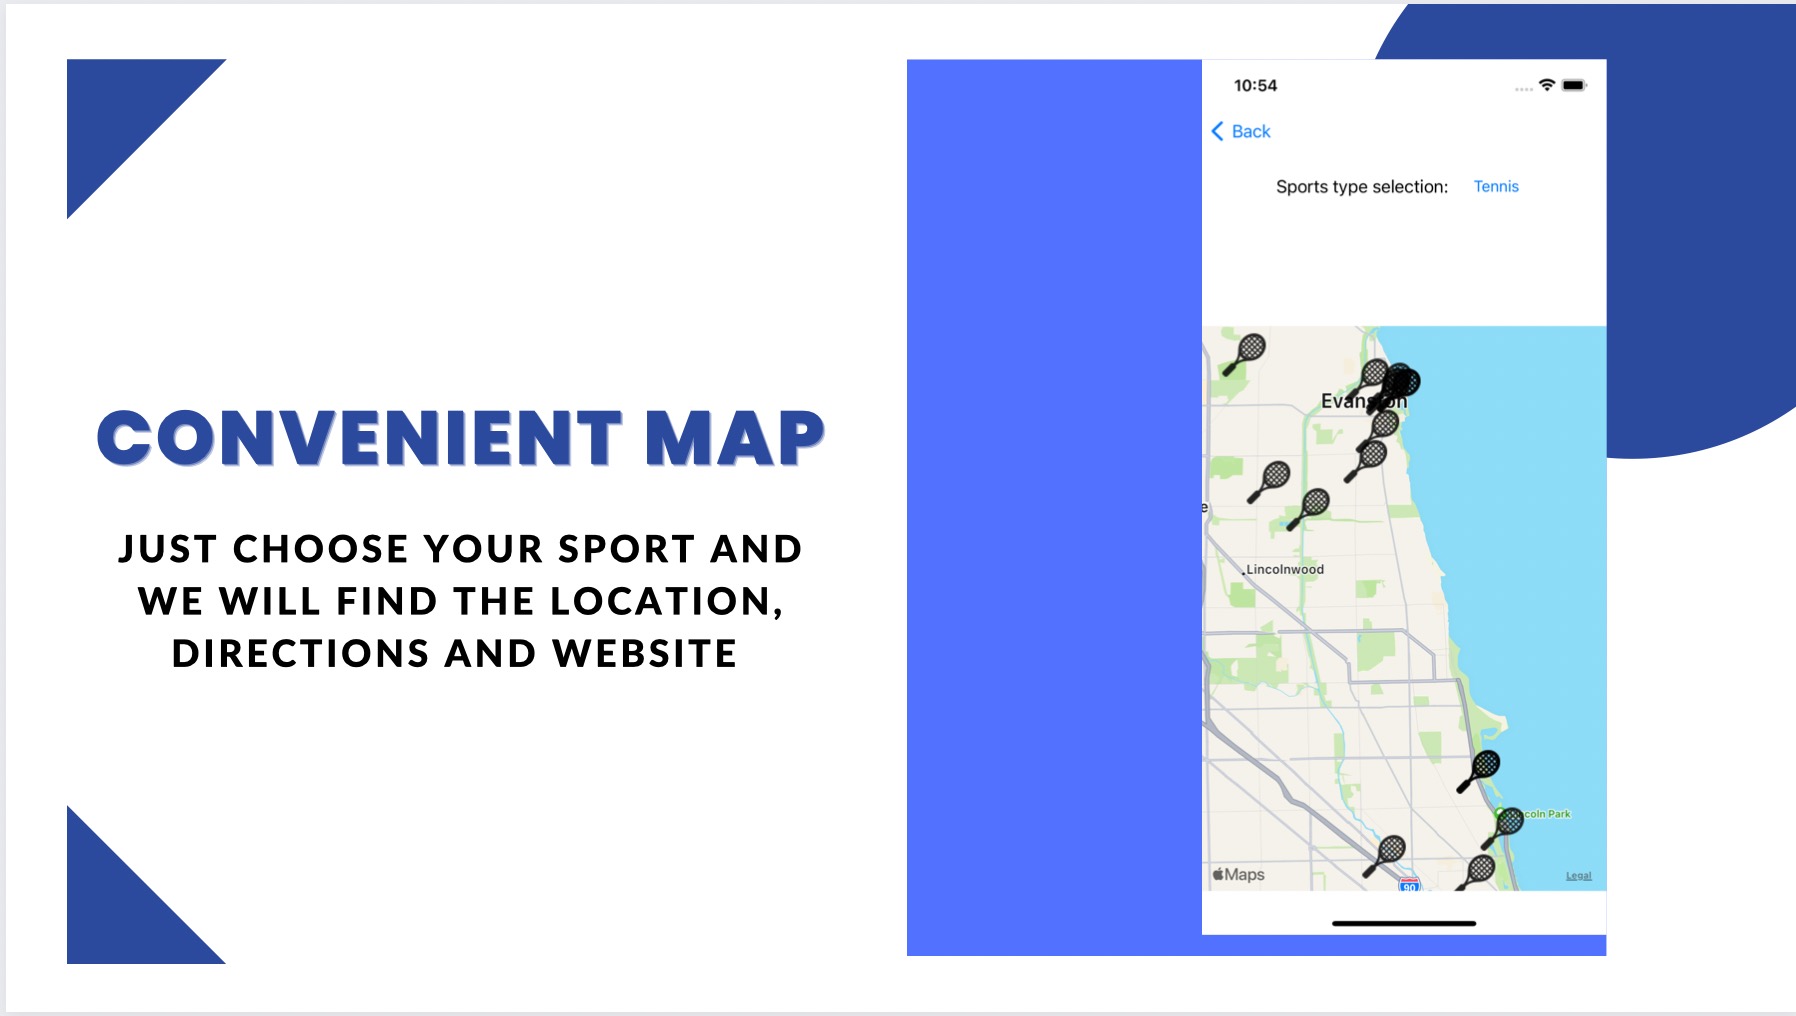 CONVENIENT MAP
JUST CHOOSE YOUR SPORT AND
WE WILL FIND THE LOCATION,
DIRECTIONS AND WEBSITE
10:54
Back
Sports type selection: Tennis
Evanston
e
Lincolnwood
coln Park
Maps
90
Legal